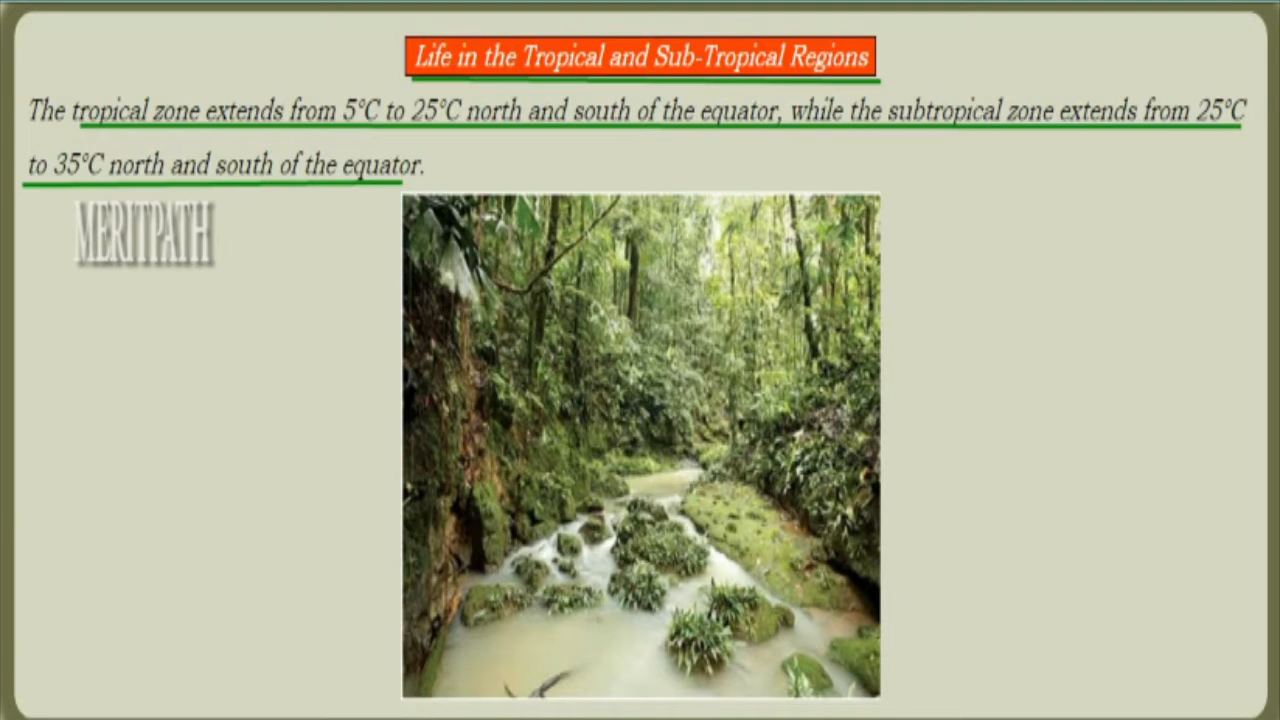 Life in the Tropical and Sub-Tropical Regions
The tropical zone extends from 5°C to 25°C north and south of the equator, while the subtropical zone extends from 25°C
to 35°C north and south of the equator.
MERITPATH